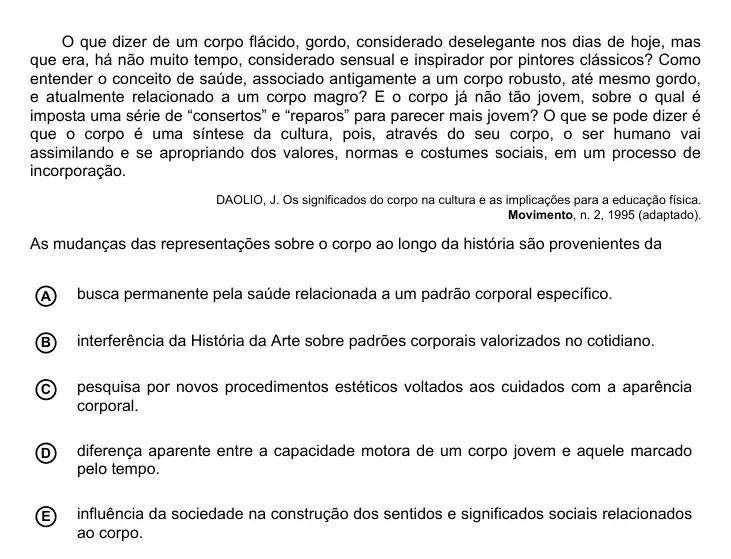 O que dizer de um corpo flácido, gordo, considerado deselegante nos dias de hoje, mas
que era, há não muito tempo, considerado sensual e inspirador por pintores clássicos? Como
entender o conceito de saúde, associado antigamente a um corpo robusto, até mesmo gordo,
e atualmente relacionado a um corpo magro? E o corpo já não tão jovem, sobre o qual é
imposta uma série de “consertos” e “reparos” para parecer mais jovem? O que se pode dizer é
que o corpo é uma síntese da cultura, pois, através do seu corpo, o ser humano vai
assimilando e se apropriando dos valores, normas e costumes sociais, em um processo de
incorporação.
DAOLIO, J. Os significados do corpo na cultura e as implicações para a educação física.
Movimento, n. 2, 1995 (adaptado).
As mudanças das representações sobre o corpo ao longo da história são provenientes da
A busca permanente pela saúde relacionada a um padrão corporal específico.
B interferência da História da Arte sobre padrões corporais valorizados no cotidiano.
C pesquisa por novos procedimentos estéticos voltados aos cuidados com a aparência
corporal.
D diferença aparente entre a capacidade motora de um corpo jovem e aquele marcado
pelo tempo.
E influência da sociedade na construção dos sentidos e significados sociais relacionados
ao corpo.